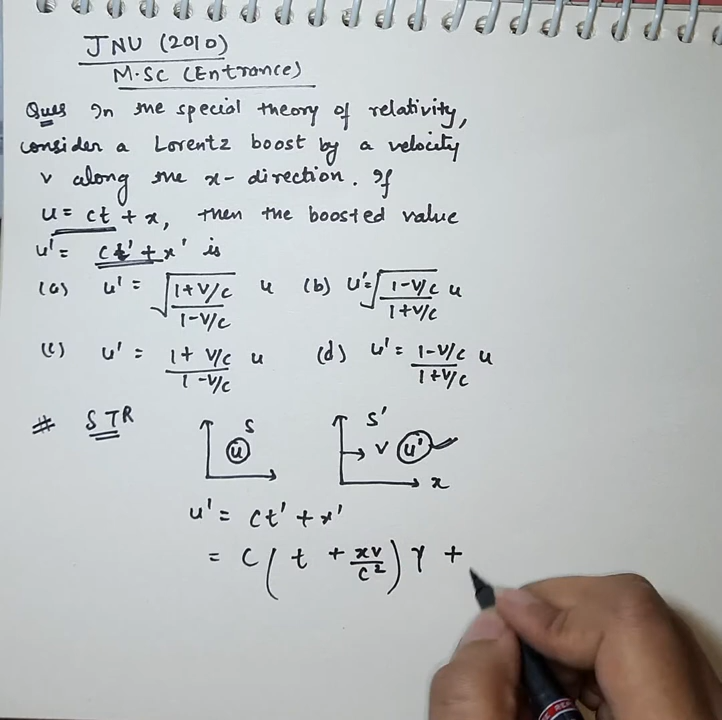 JNU (2010)
M.Sc (Entrance)
Ques In the special theory of relativity,
consider a Lorentz boost by a velocity
v along the x-direction. If
u = ct + x, then the boosted value
u' = ct' + x' is
(a) u' = √(1+v/c / 1-v/c) u (b) u' = √(1-v/c / 1+v/c) u
(c) u' = 1+v/c / 1-v/c u (d) u' = 1-v/c / 1+v/c u
# STR S S'
u v u'
x
u' = ct' + x'
= c(t + xv/c²)γ +